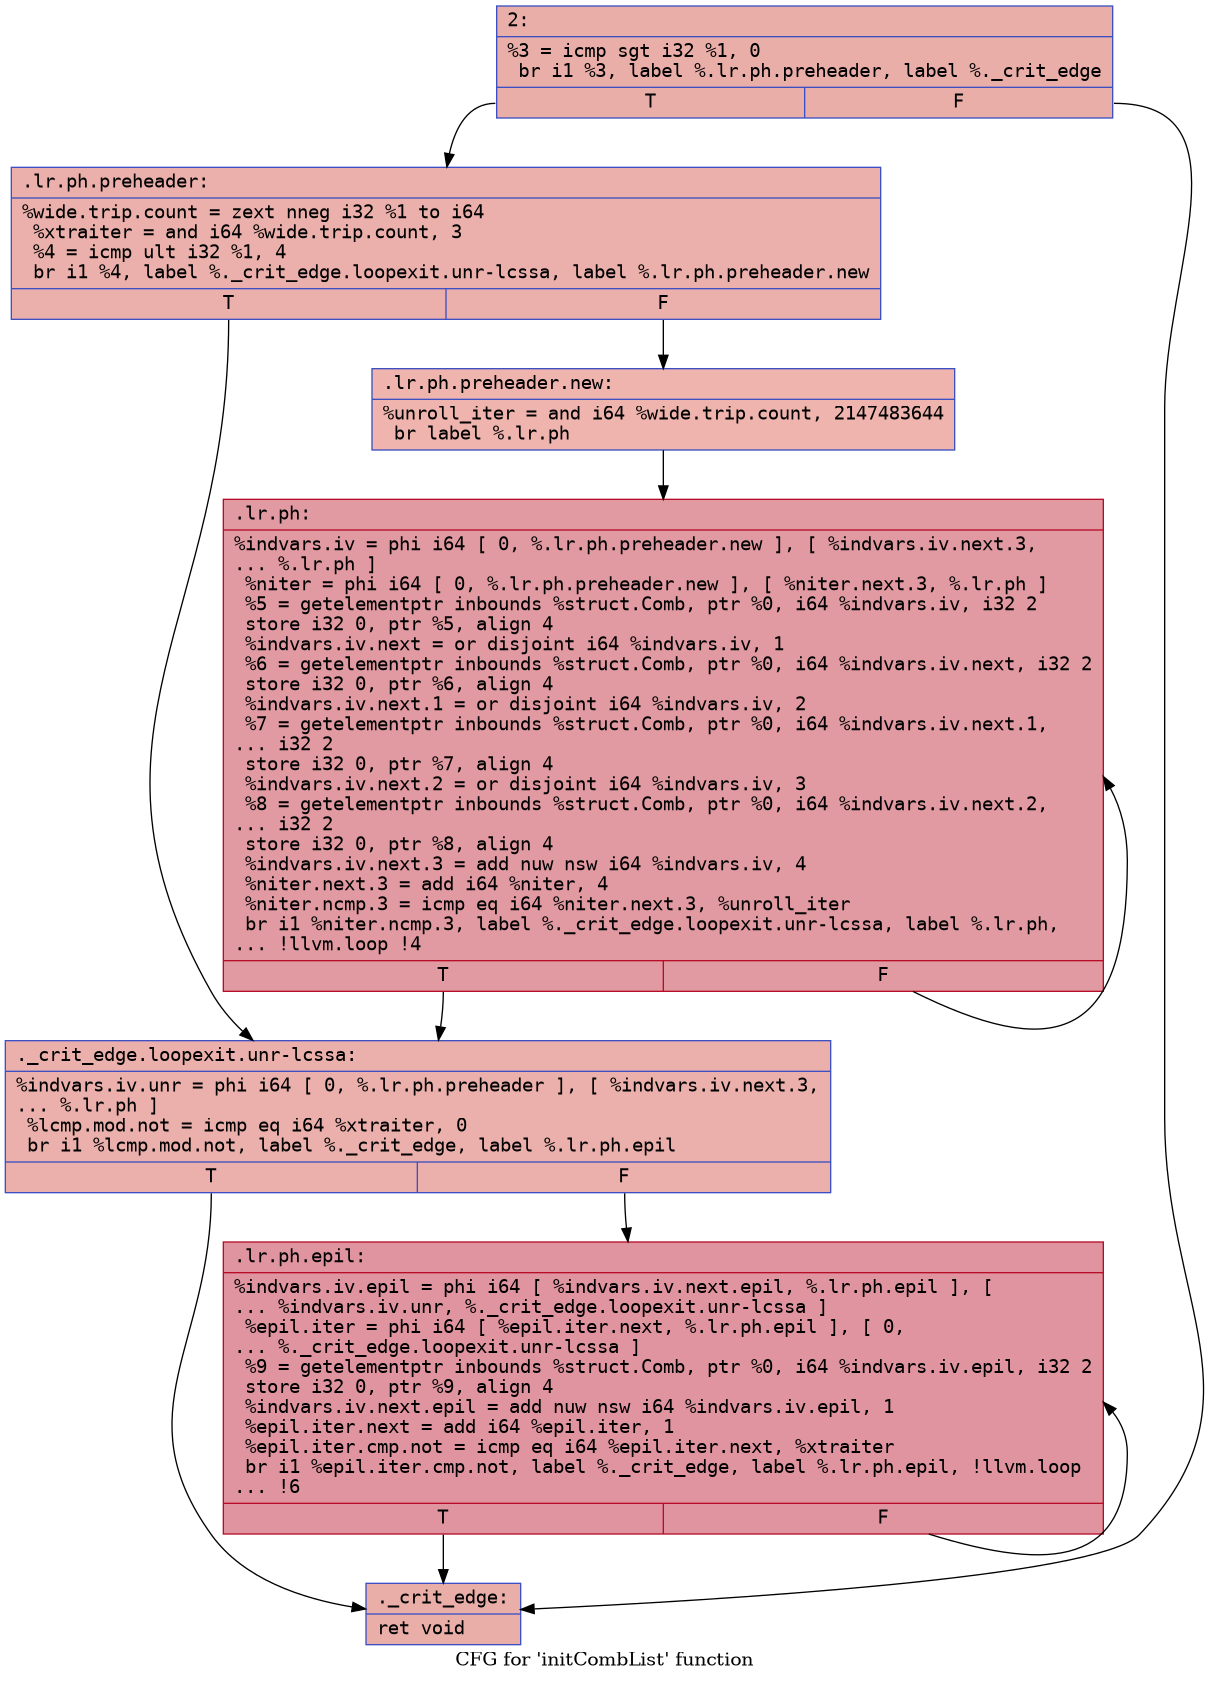 2:
%3 = icmp sgt i32 %1, 0
br i1 %3, label %.lr.ph.preheader, label %._crit_edge
T
F
.lr.ph.preheader:
%wide.trip.count = zext nneg i32 %1 to i64
%xtraiter = and i64 %wide.trip.count, 3
%4 = icmp ult i32 %1, 4
br i1 %4, label %._crit_edge.loopexit.unr-lcssa, label %.lr.ph.preheader.new
T
F
.lr.ph.preheader.new:
%unroll_iter = and i64 %wide.trip.count, 2147483644
br label %.lr.ph
.lr.ph:
%indvars.iv = phi i64 [ 0, %.lr.ph.preheader.new ], [ %indvars.iv.next.3,
... %.lr.ph ]
%niter = phi i64 [ 0, %.lr.ph.preheader.new ], [ %niter.next.3, %.lr.ph ]
%5 = getelementptr inbounds %struct.Comb, ptr %0, i64 %indvars.iv, i32 2
store i32 0, ptr %5, align 4
%indvars.iv.next = or disjoint i64 %indvars.iv, 1
%6 = getelementptr inbounds %struct.Comb, ptr %0, i64 %indvars.iv.next, i32 2
store i32 0, ptr %6, align 4
%indvars.iv.next.1 = or disjoint i64 %indvars.iv, 2
%7 = getelementptr inbounds %struct.Comb, ptr %0, i64 %indvars.iv.next.1,
... i32 2
store i32 0, ptr %7, align 4
%indvars.iv.next.2 = or disjoint i64 %indvars.iv, 3
%8 = getelementptr inbounds %struct.Comb, ptr %0, i64 %indvars.iv.next.2,
... i32 2
store i32 0, ptr %8, align 4
%indvars.iv.next.3 = add nuw nsw i64 %indvars.iv, 4
%niter.next.3 = add i64 %niter, 4
%niter.ncmp.3 = icmp eq i64 %niter.next.3, %unroll_iter
br i1 %niter.ncmp.3, label %._crit_edge.loopexit.unr-lcssa, label %.lr.ph,
... !llvm.loop !4
T
F
._crit_edge.loopexit.unr-lcssa:
%indvars.iv.unr = phi i64 [ 0, %.lr.ph.preheader ], [ %indvars.iv.next.3,
... %.lr.ph ]
%lcmp.mod.not = icmp eq i64 %xtraiter, 0
br i1 %lcmp.mod.not, label %._crit_edge, label %.lr.ph.epil
T
F
.lr.ph.epil:
%indvars.iv.epil = phi i64 [ %indvars.iv.next.epil, %.lr.ph.epil ], [
... %indvars.iv.unr, %._crit_edge.loopexit.unr-lcssa ]
%epil.iter = phi i64 [ %epil.iter.next, %.lr.ph.epil ], [ 0,
... %._crit_edge.loopexit.unr-lcssa ]
%9 = getelementptr inbounds %struct.Comb, ptr %0, i64 %indvars.iv.epil, i32 2
store i32 0, ptr %9, align 4
%indvars.iv.next.epil = add nuw nsw i64 %indvars.iv.epil, 1
%epil.iter.next = add i64 %epil.iter, 1
%epil.iter.cmp.not = icmp eq i64 %epil.iter.next, %xtraiter
br i1 %epil.iter.cmp.not, label %._crit_edge, label %.lr.ph.epil, !llvm.loop
... !6
T
F
._crit_edge:
ret void
CFG for 'initCombList' function